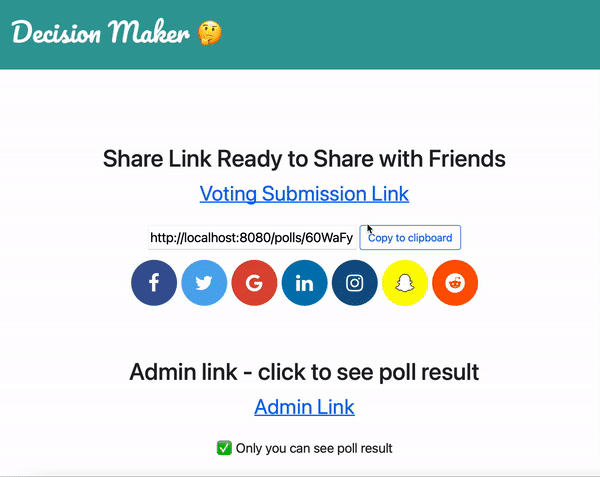 Decision Maker 🤔
Share Link Ready to Share with Friends
Voting Submission Link
http://localhost:8080/polls/60WaFy Copy to clipboard
Admin link - click to see poll result
Admin Link
✅ Only you can see poll result